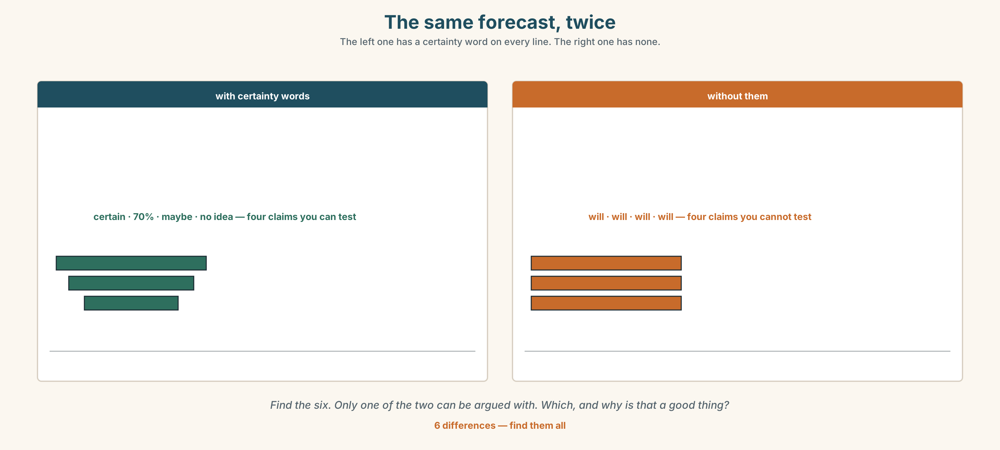 The same forecast, twice
The left one has a certainty word on every line. The right one has none.
with certainty words
certain · 70% · maybe · no idea — four claims you can test
without them
will · will · will · will — four claims you cannot test
Find the six. Only one of the two can be argued with. Which, and why is that a good thing?
6 differences — find them all